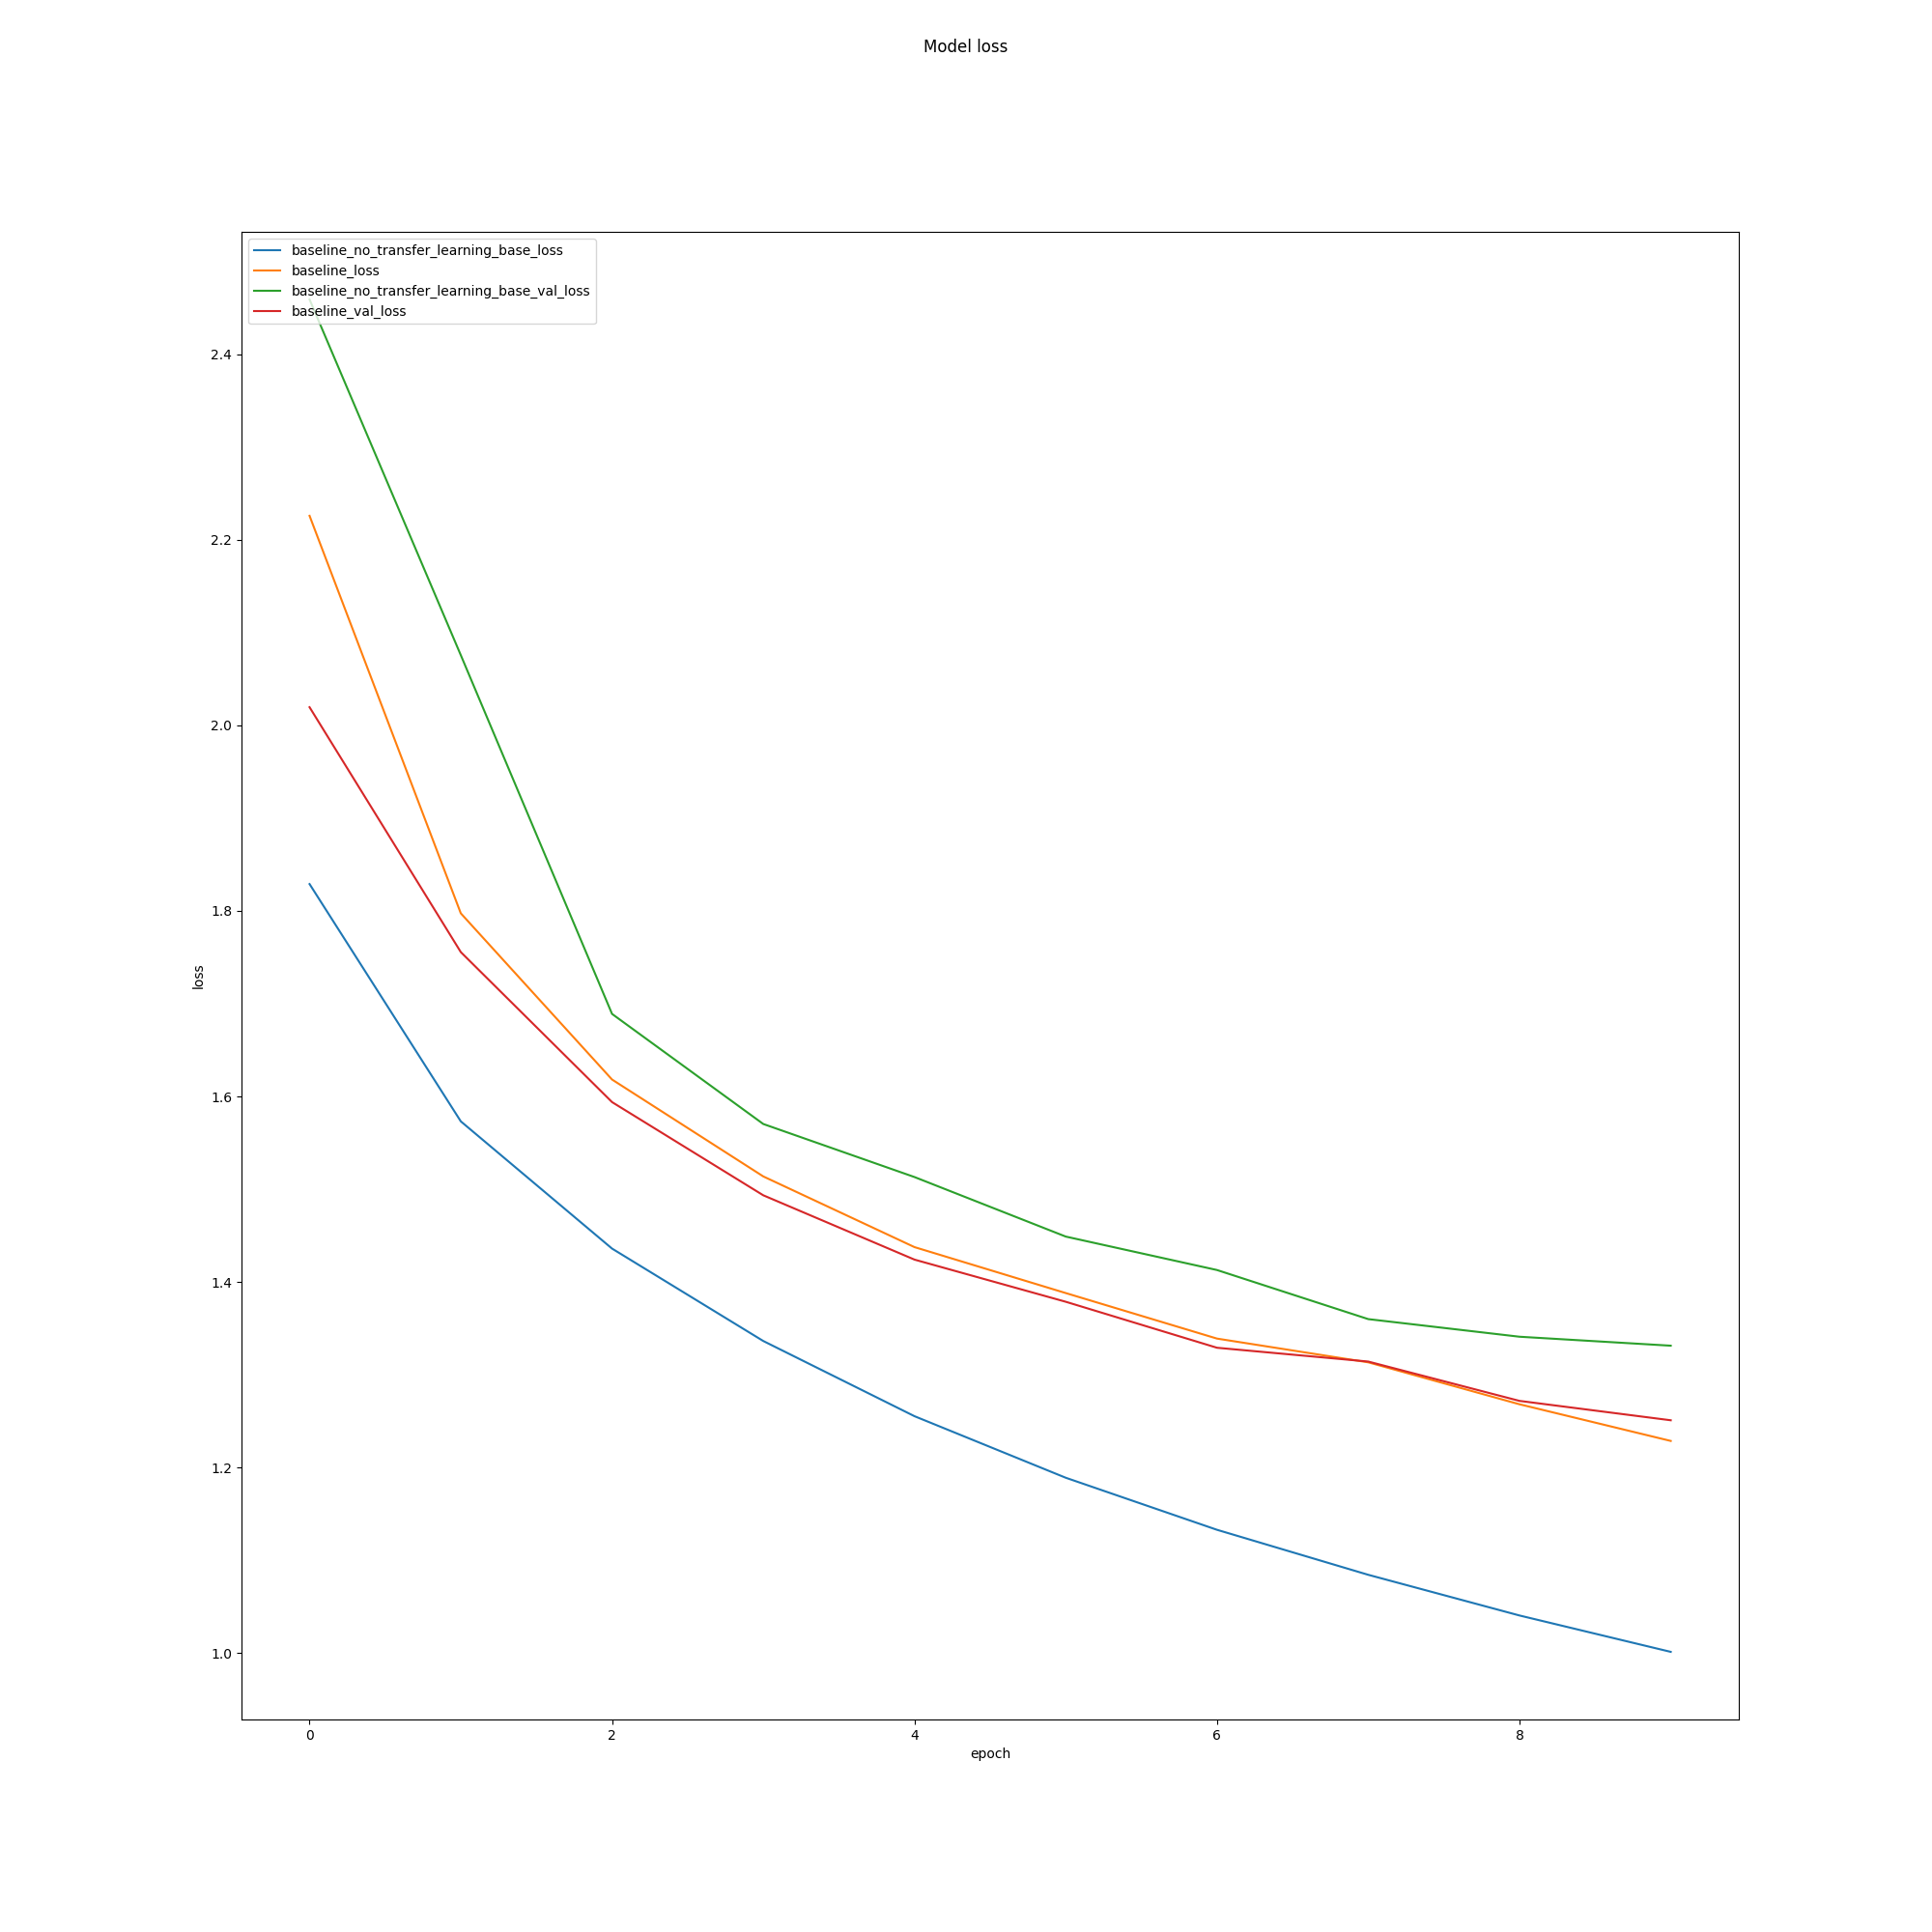 Model loss
baseline_no_transfer_learning_base_loss
baseline_loss
baseline_no_transfer_learning_base_val_loss
baseline_val_loss
2.4
2.2
2.0
1.8
1.6
1.4
1.2
1.0
loss
0 2 4 6 8
epoch